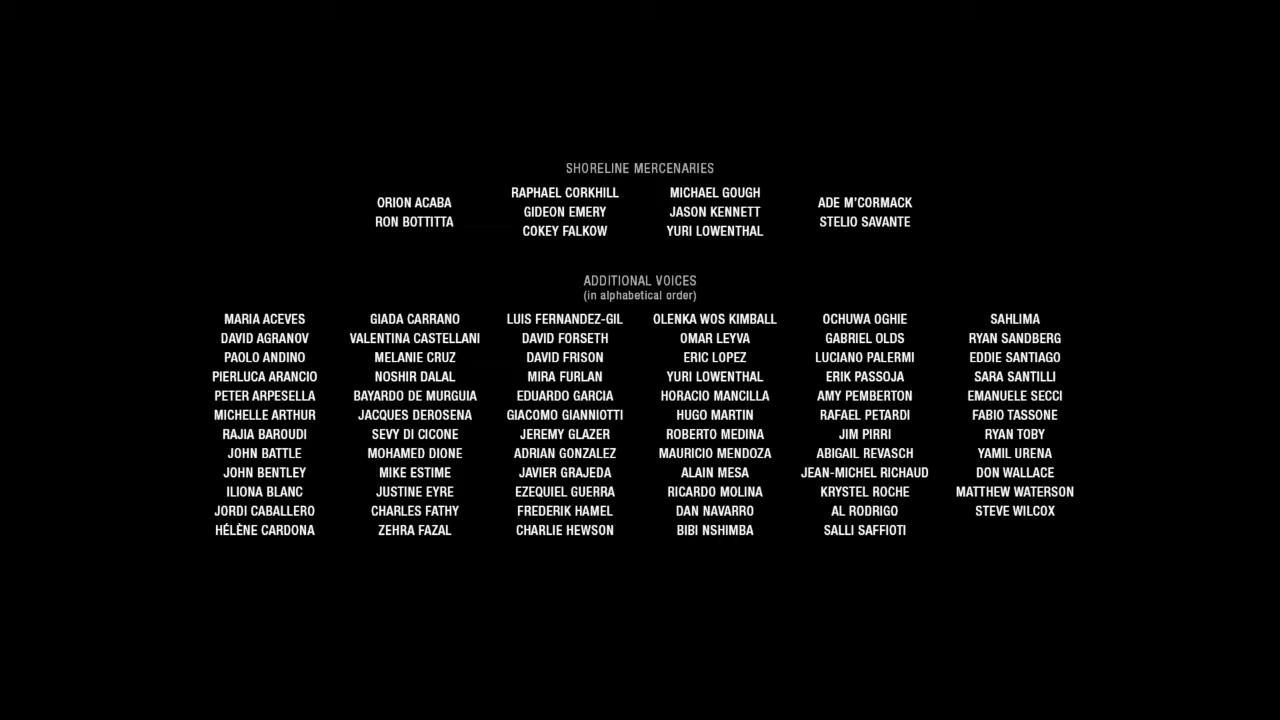 SHORELINE MERCENARIES
ORION ACABA
RON BOTTITTA
RAPHAEL CORKHILL
GIDEON EMERY
COKEY FALKOW
MICHAEL GOUGH
JASON KENNETT
YURI LOWENTHAL
ADE M'CORMACK
STELIO SAVANTE
ADDITIONAL VOICES
(in alphabetical order)
MARIA ACEVES
DAVID AGRANOV
PAOLO ANDINO
PIERLUCA ARANCIO
PETER ARPESELLA
MICHELLE ARTHUR
RAJIA BAROUDI
JOHN BATTLE
JOHN BENTLEY
ILIONA BLANC
JORDI CABALLERO
HÉLÈNE CARDONA
GIADA CARRANO
VALENTINA CASTELLANI
MELANIE CRUZ
NOSHIR DALAL
BAYARDO DE MURGUIA
JACQUES DEROSENA
SEVY DI CICONE
MOHAMED DIONE
MIKE ESTIME
JUSTINE EYRE
CHARLES FATHY
ZEHRA FAZAL
LUIS FERNANDEZ-GIL
DAVID FORSETH
DAVID FRISON
MIRA FURLAN
EDUARDO GARCIA
GIACOMO GIANNIOTTI
JEREMY GLAZER
ADRIAN GONZALEZ
JAVIER GRAJEDA
EZEQUIEL GUERRA
FREDERIK HAMEL
CHARLIE HEWSON
OLENKA WOS KIMBALL
OMAR LEYVA
ERIC LOPEZ
YURI LOWENTHAL
HORACIO MANCILLA
HUGO MARTIN
ROBERTO MEDINA
MAURICIO MENDOZA
ALAIN MESA
RICARDO MOLINA
DAN NAVARRO
BIBI NSHIMBA
OCHUWA OGHIE
GABRIEL OLDS
LUCIANO PALERMI
ERIK PASSOJA
AMY PEMBERTON
RAFAEL PETARDI
JIM PIRRI
ABIGAIL REVASCH
JEAN-MICHEL RICHAUD
KRYSTEL ROCHE
AL RODRIGO
SALLI SAFFIOTI
SAHLIMA
RYAN SANDBERG
EDDIE SANTIAGO
SARA SANTILLI
EMANUELE SECCI
FABIO TASSONE
RYAN TOBY
YAMIL URENA
DON WALLACE
MATTHEW WATERSON
STEVE WILCOX